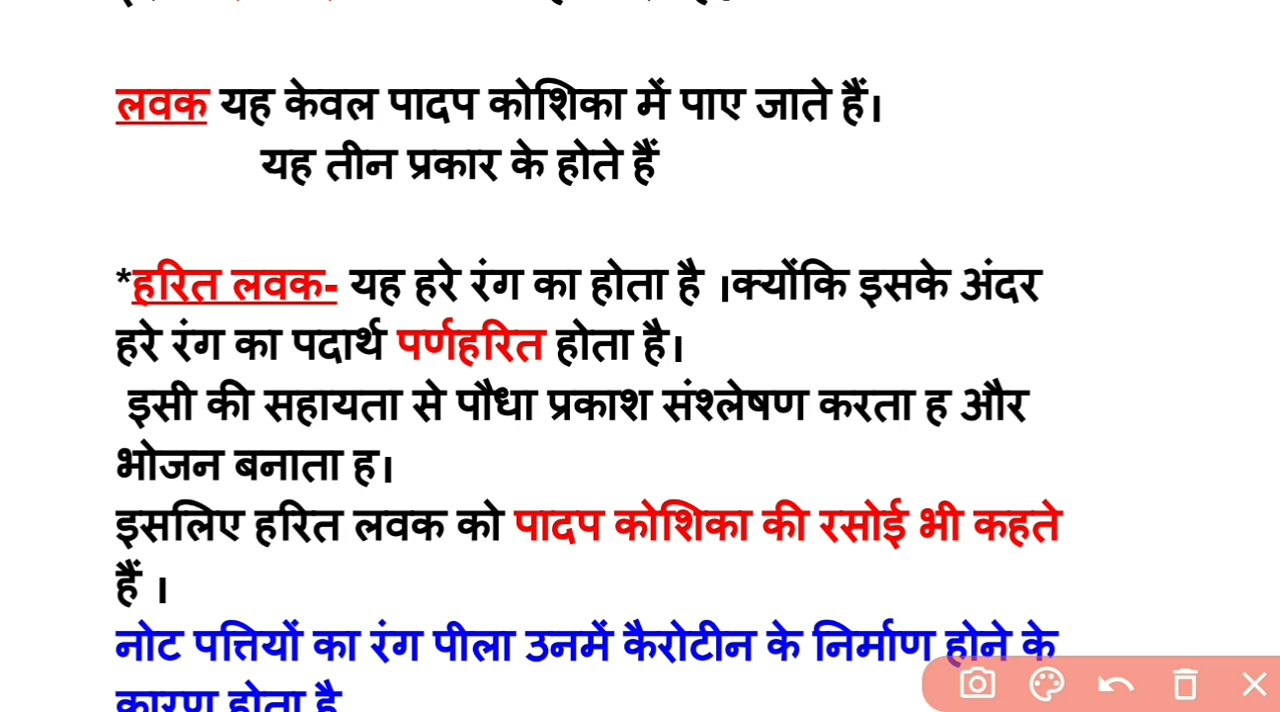 लवक यह केवल पादप कोशिका में पाए जाते हैं।
यह तीन प्रकार के होते हैं
*हरित लवक- यह हरे रंग का होता है ।क्योंकि इसके अंदर
हरे रंग का पदार्थ पर्णहरित होता है।
इसी की सहायता से पौधा प्रकाश संश्लेषण करता ह और
भोजन बनाता ह।
इसलिए हरित लवक को पादप कोशिका की रसोई भी कहते
हैं ।
नोट पत्तियों का रंग पीला उनमें कैरोटीन के निर्माण होने के
कारण होता है